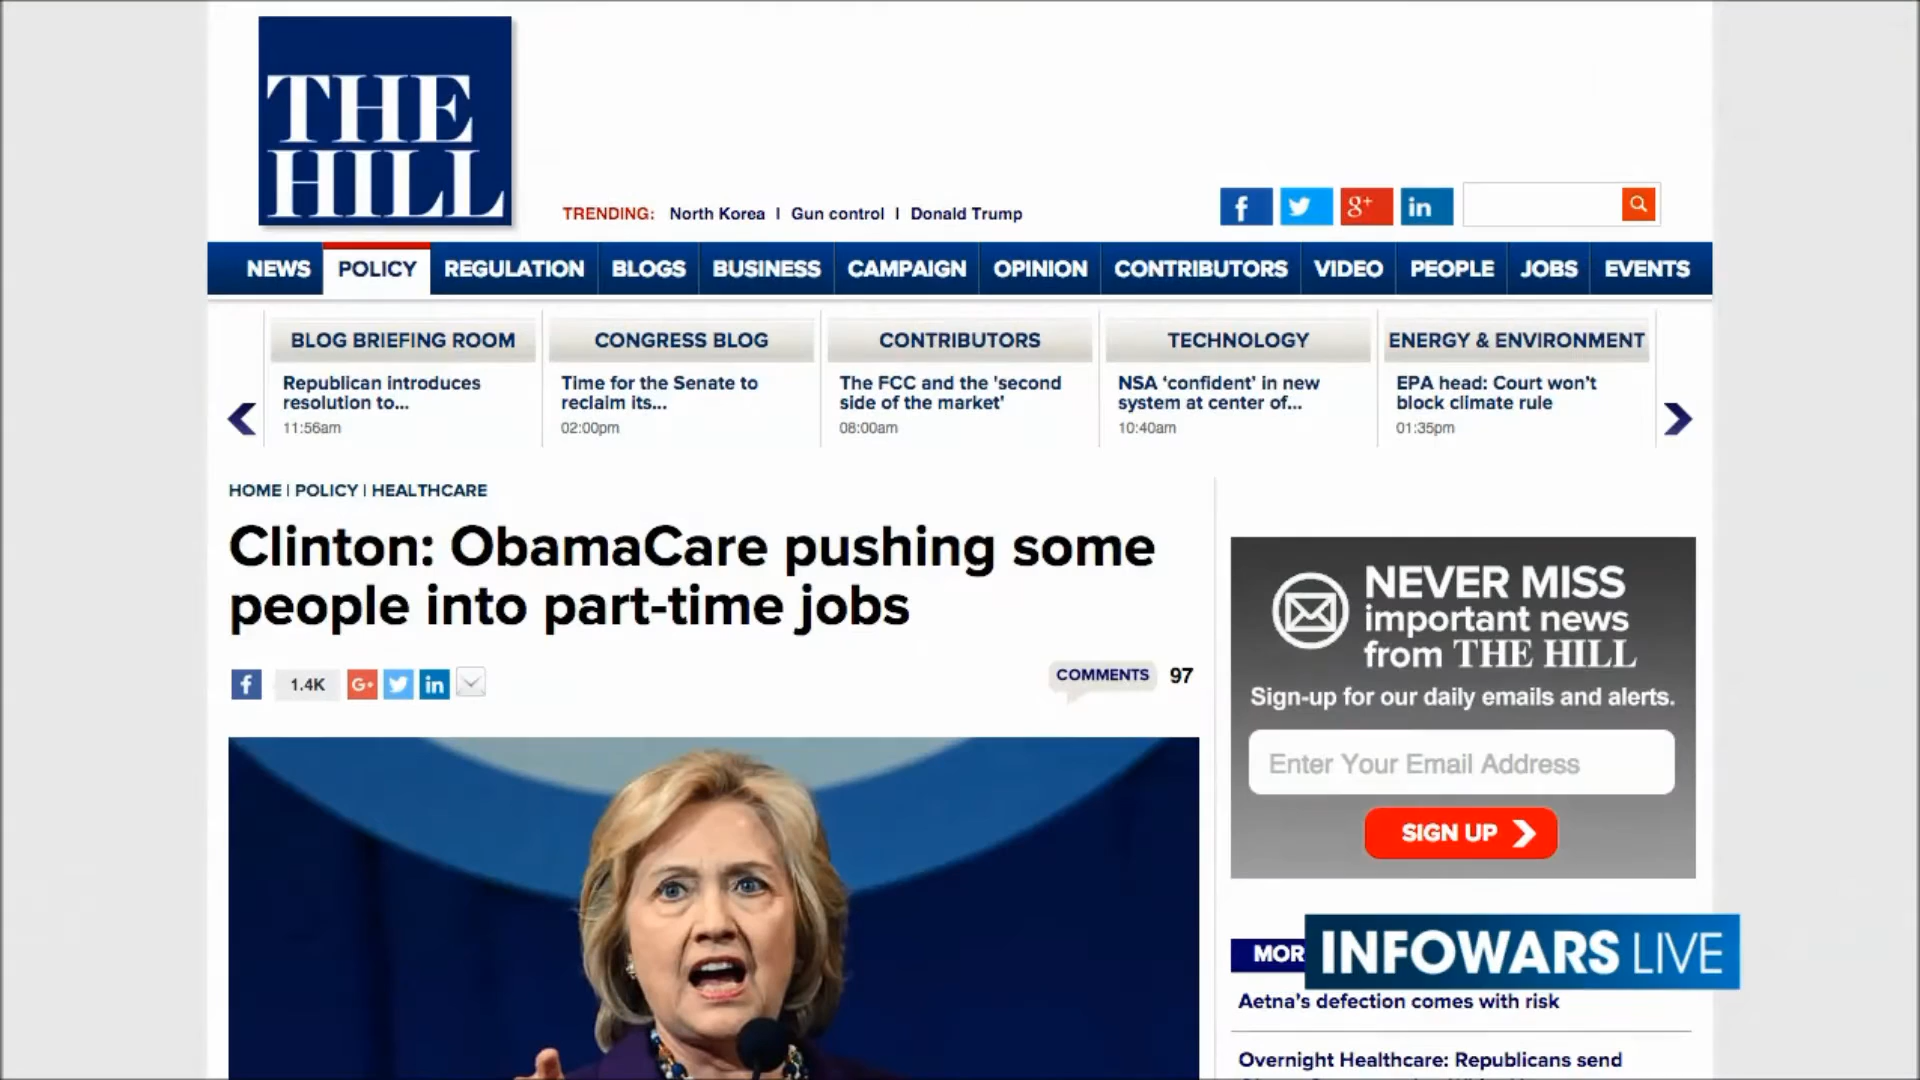 THE
HILL
TRENDING: North Korea | Gun control | Donald Trump
f
g+
in
NEWS POLICY REGULATION BLOGS BUSINESS CAMPAIGN OPINION CONTRIBUTORS VIDEO PEOPLE JOBS EVENTS
BLOG BRIEFING ROOM
Republican introduces
resolution to...
11:56am
CONGRESS BLOG
Time for the Senate to
reclaim its...
02:00pm
CONTRIBUTORS
The FCC and the 'second
side of the market'
08:00am
TECHNOLOGY
NSA ‘confident’ in new
system at center of...
10:40am
ENERGY & ENVIRONMENT
EPA head: Court won’t
block climate rule
01:35pm
HOME | POLICY | HEALTHCARE
Clinton: ObamaCare pushing some
people into part-time jobs
f 1.4K G+ in
COMMENTS 97
NEVER MISS
important news
from THE HILL
Sign-up for our daily emails and alerts.
Enter Your Email Address
SIGN UP
MOR
INFOWARS LIVE
Aetna’s defection comes with risk
Overnight Healthcare: Republicans send